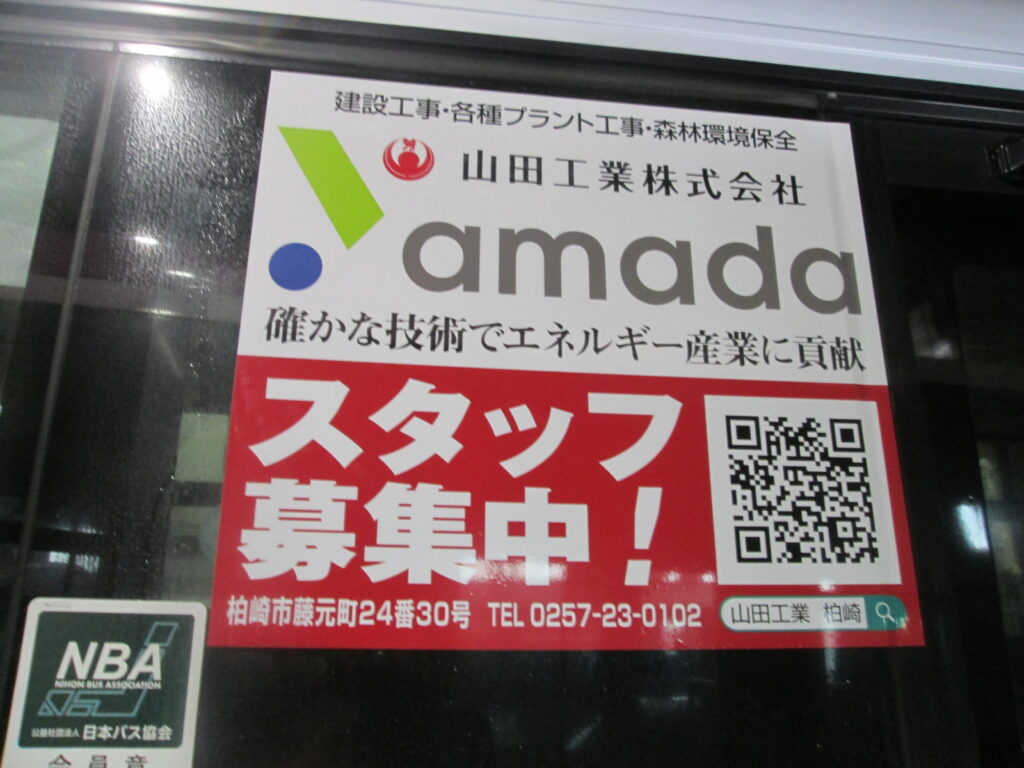 建設工事・各種プラント工事・森林環境保全
山田工業株式会社
Yamada
確かな技術でエネルギー産業に貢献
スタッフ
募集中!
柏崎市藤元町24番30号 TEL 0257-23-0102
山田工業 柏崎
NBA
NIHON BUS ASSOCIATION
公益社団法人 日本バス協会
会員章